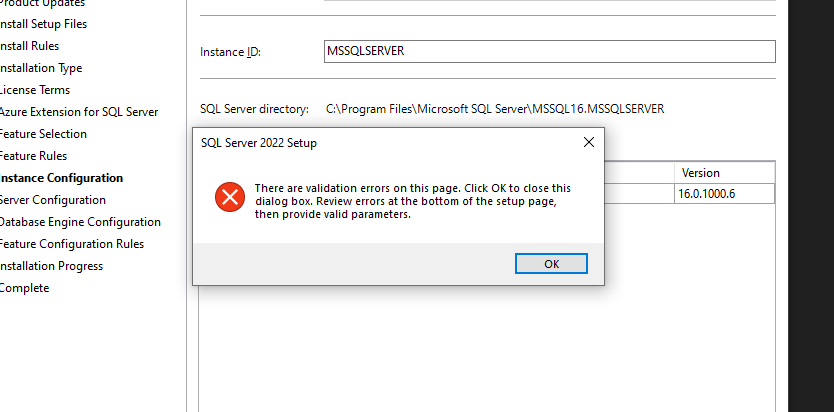 Product Updates
nstall Setup Files
nstall Rules
nstallation Type
License Terms
Azure Extension for SQL Server
Feature Selection
Feature Rules
Instance Configuration
Server Configuration
Database Engine Configuration
Feature Configuration Rules
nstallation Progress
Complete
Instance ID:
MSSQLSERVER
SQL Server directory:
C:\Program Files\Microsoft SQL Server\MSSQL16.MSSQLSERVER
SQL Server 2022 Setup
There are validation errors on this page. Click OK to close this
dialog box. Review errors at the bottom of the setup page,
then provide valid parameters.
OK
Version
16.0.1000.6